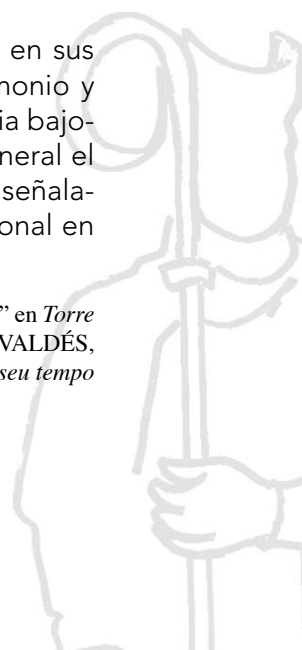 en sus
monio y
ia bajo-
neral el
señala-
onal en
” en Torre
VALDÉS,
seu tempo